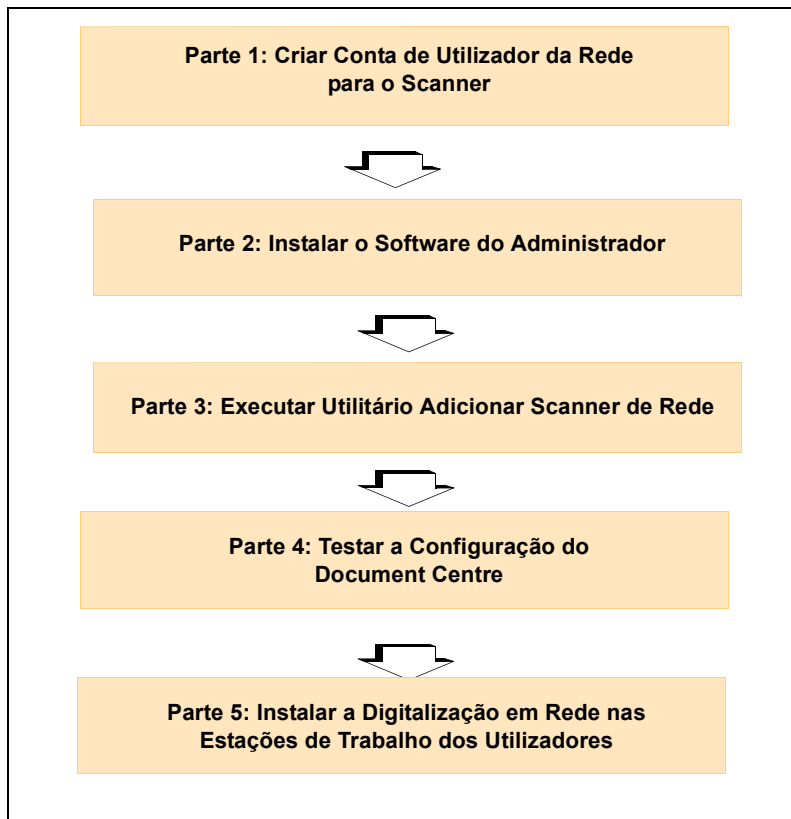 Parte 1: Criar Conta de Utilizador da Rede
para o Scanner
Parte 2: Instalar o Software do Administrador
Parte 3: Executar Utilitário Adicionar Scanner de Rede
Parte 4: Testar a Configuração do
Document Centre
Parte 5: Instalar a Digitalização em Rede nas
Estações de Trabalho dos Utilizadores